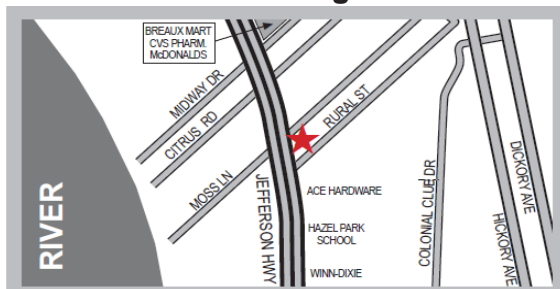 BREAUX MART
CVS PHARM.
McDONALDS
MIDWAY DR
CITRUS RD
MOSS LN
RURAL ST
JEFFERSON HWY
ACE HARDWARE
HAZEL PARK
SCHOOL
WINN-DIXIE
COLONIAL CLUE DR
HICKORY AVE
DICKORY AVE
RIVER